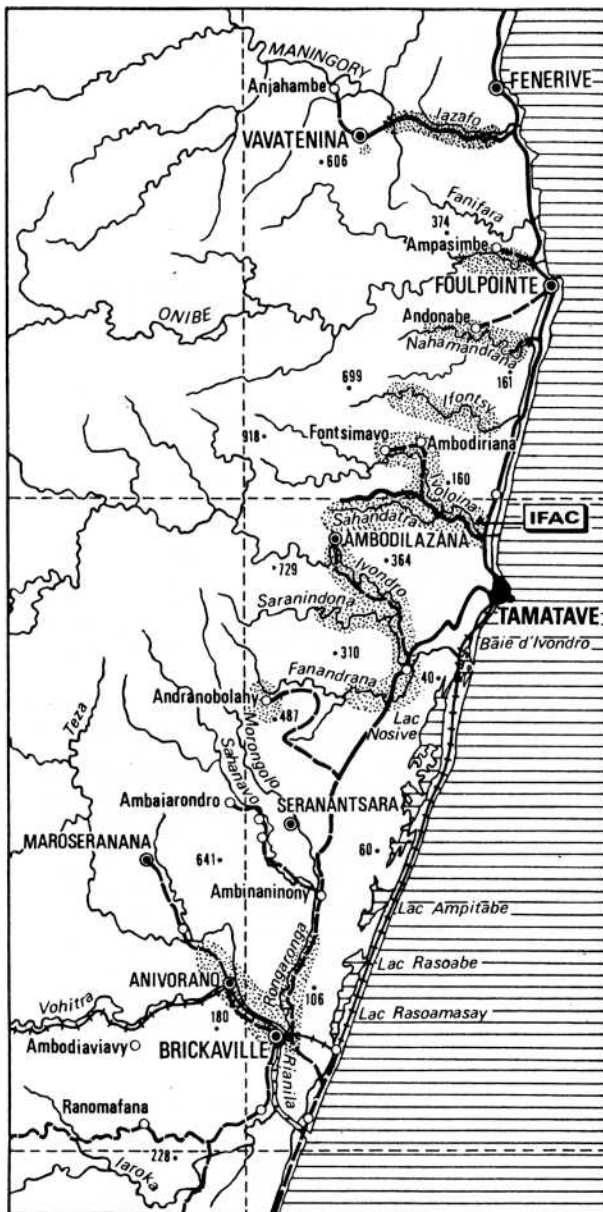 MANINGORY
Anjahambe
FENERIVE
VAVATENINA
Iazafo
606
Fanifara
374
Ampasimbe
FOULPOINTE
ONIBE
Andonabe
Nahamandrana
161
699
Ifontsy
918
Fontsimavo
Ambodiriana
160
Ivoloina
IFAC
Sahandatra
AMBODILAZANA
364
729
Ivondro
TAMATAVE
Saranindona
Baie d'Ivondro
310
Fanandrana
40
Andranobolahy
487
Lac
Nosive
Teza
Morongolo
Sahanavo
Ambaiarondro
SERANANTSARA
MAROSERANANA
641
60
Ambinaninony
Lac Ampitabe
Rongaronga
Lac Rasoabe
ANIVORANO
106
Vohitra
Lac Rasoamasay
180
Ambodiaviavy
BRICKAVILLE
Rianila
Ranomafana
228
Iaroka